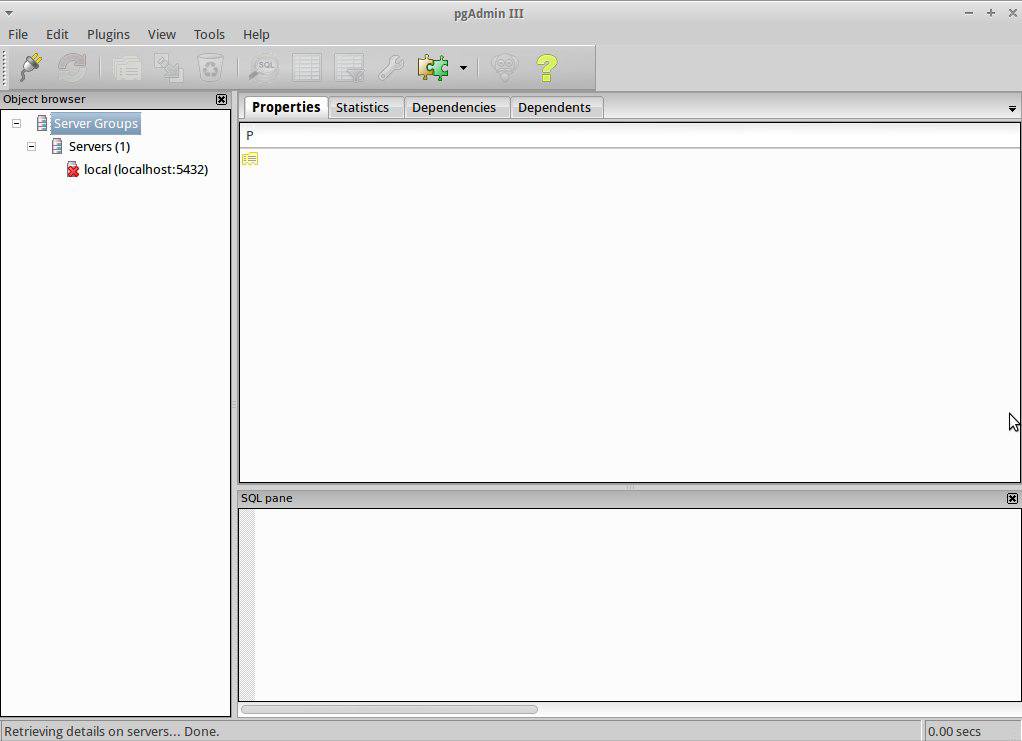 pgAdmin III
File Edit Plugins View Tools Help
SQL
Object browser
Properties Statistics Dependencies Dependents
Server Groups
P
Servers (1)
local (localhost:5432)
SQL pane
Retrieving details on servers... Done.
0.00 secs